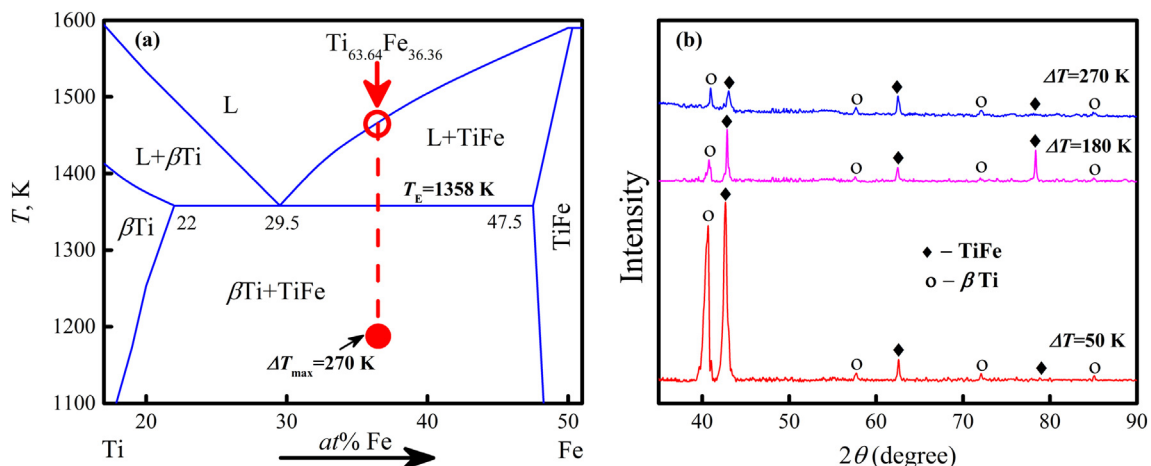 (a)
Ti63.64Fe36.36
L
L+βTi
L+TiFe
TE=1358 K
βTi
22
29.5
47.5
TiFe
βTi+TiFe
ΔTmax=270 K
T, K
1600
1500
1400
1300
1200
1100
20
30
40
50
Ti
at% Fe
Fe
(b)
ΔT=270 K
ΔT=180 K
– TiFe
– β Ti
ΔT=50 K
Intensity
40
50
60
70
80
90
2θ (degree)